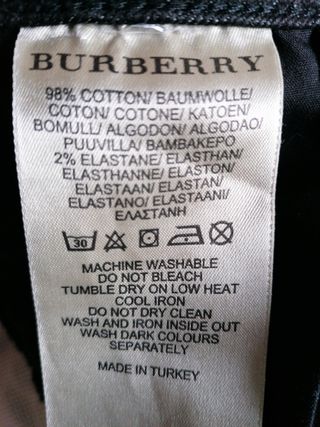 BURBERRY
98% COTTON/ BAUMWOLLE/
COTON/ COTONE/ KATOEN/
BOMULL/ ALGODON/ ALGODAO/
PUUVILLA/ BAMBAKEPO
2% ELASTANE/ ELASTHAN/
ELASTHANNE/ ELASTON/
ELASTAAN/ ELASTAN/
ELASTANO/ ELASTAANI/
ΕΛΑΣΤΑΝΗ
30
MACHINE WASHABLE
DO NOT BLEACH
TUMBLE DRY ON LOW HEAT
COOL IRON
DO NOT DRY CLEAN
WASH AND IRON INSIDE OUT
WASH DARK COLOURS
SEPARATELY
MADE IN TURKEY